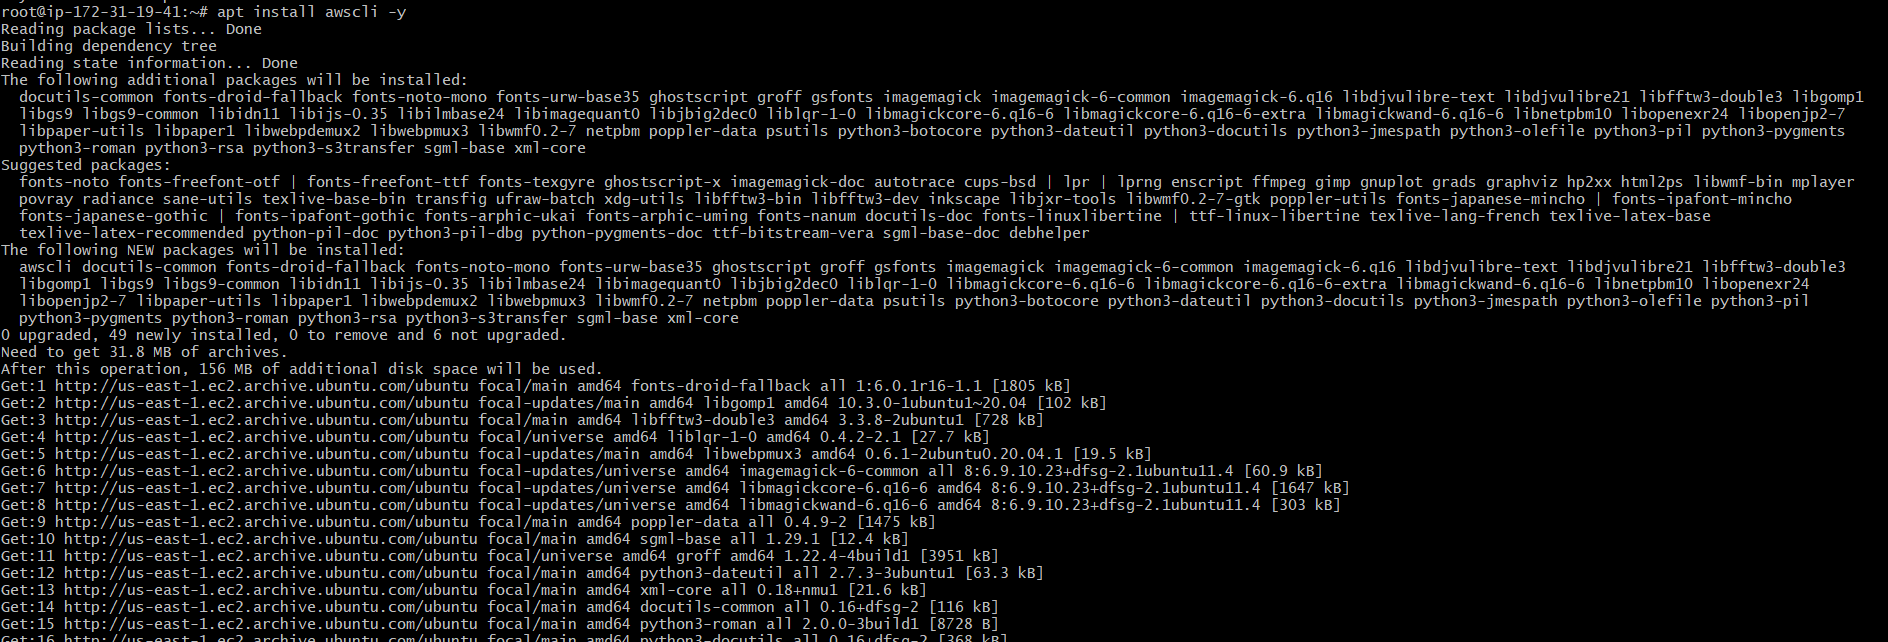 root@ip-172-31-19-41:~# apt install awscli -y
Reading package lists... Done
Building dependency tree
Reading state information... Done
The following additional packages will be installed:
  docutils-common fonts-droid-fallback fonts-noto-mono fonts-urw-base35 ghostscript groff gsfonts imagemagick imagemagick-6-common imagemagick-6.q16 libdjvulibre-text libdjvulibre21 libfftw3-double3 libgomp1
  libgs9 libgs9-common libidn11 libijs-0.35 libilmbase24 libimagequant0 libjbig2dec0 liblqr-1-0 libmagickcore-6.q16-6 libmagickcore-6.q16-6-extra libmagickwand-6.q16-6 libnetpbm10 libopenexr24 libopenjp2-7
  libpaper-utils libpaper1 libwebpdemux2 libwebpmux3 libwmf0.2-7 netpbm poppler-data psutils python3-botocore python3-dateutil python3-docutils python3-jmespath python3-olefile python3-pil python3-pygments
  python3-roman python3-rsa python3-s3transfer sgml-base xml-core
Suggested packages:
  fonts-noto fonts-freefont-otf | fonts-freefont-ttf fonts-texgyre ghostscript-x imagemagick-doc autotrace cups-bsd | lpr | lprng enscript ffmpeg gimp gnuplot grads graphviz hp2xx html2ps libwmf-bin mplayer
  povray radiance sane-utils texlive-base-bin transfig ufraw-batch xdg-utils libfftw3-bin libfftw3-dev inkscape libjxr-tools libwmf0.2-7-gtk poppler-utils fonts-japanese-mincho | fonts-ipafont-mincho
  fonts-japanese-gothic | fonts-ipafont-gothic fonts-arphic-ukai fonts-arphic-uming fonts-nanum docutils-doc fonts-linuxlibertine | ttf-linux-libertine texlive-lang-french texlive-latex-base
  texlive-latex-recommended python-pil-doc python3-pil-dbg python-pygments-doc ttf-bitstream-vera sgml-base-doc debhelper
The following NEW packages will be installed:
  awscli docutils-common fonts-droid-fallback fonts-noto-mono fonts-urw-base35 ghostscript groff gsfonts imagemagick imagemagick-6-common imagemagick-6.q16 libdjvulibre-text libdjvulibre21 libfftw3-double3
  libgomp1 libgs9 libgs9-common libidn11 libijs-0.35 libilmbase24 libimagequant0 libjbig2dec0 liblqr-1-0 libmagickcore-6.q16-6 libmagickcore-6.q16-6-extra libmagickwand-6.q16-6 libnetpbm10 libopenexr24
  libopenjp2-7 libpaper-utils libpaper1 libwebpdemux2 libwebpmux3 libwmf0.2-7 netpbm poppler-data psutils python3-botocore python3-dateutil python3-docutils python3-jmespath python3-olefile python3-pil
  python3-pygments python3-roman python3-rsa python3-s3transfer sgml-base xml-core
0 upgraded, 49 newly installed, 0 to remove and 6 not upgraded.
Need to get 31.8 MB of archives.
After this operation, 156 MB of additional disk space will be used.
Get:1 http://us-east-1.ec2.archive.ubuntu.com/ubuntu focal/main amd64 fonts-droid-fallback all 1:6.0.1r16-1.1 [1805 kB]
Get:2 http://us-east-1.ec2.archive.ubuntu.com/ubuntu focal-updates/main amd64 libgomp1 amd64 10.3.0-1ubuntu1~20.04 [102 kB]
Get:3 http://us-east-1.ec2.archive.ubuntu.com/ubuntu focal/main amd64 libfftw3-double3 amd64 3.3.8-2ubuntu1 [728 kB]
Get:4 http://us-east-1.ec2.archive.ubuntu.com/ubuntu focal/universe amd64 liblqr-1-0 amd64 0.4.2-2.1 [27.7 kB]
Get:5 http://us-east-1.ec2.archive.ubuntu.com/ubuntu focal-updates/main amd64 libwebpmux3 amd64 0.6.1-2ubuntu0.20.04.1 [19.5 kB]
Get:6 http://us-east-1.ec2.archive.ubuntu.com/ubuntu focal-updates/universe amd64 imagemagick-6-common all 8:6.9.10.23+dfsg-2.1ubuntu11.4 [60.9 kB]
Get:7 http://us-east-1.ec2.archive.ubuntu.com/ubuntu focal-updates/universe amd64 libmagickcore-6.q16-6 amd64 8:6.9.10.23+dfsg-2.1ubuntu11.4 [1647 kB]
Get:8 http://us-east-1.ec2.archive.ubuntu.com/ubuntu focal-updates/universe amd64 libmagickwand-6.q16-6 amd64 8:6.9.10.23+dfsg-2.1ubuntu11.4 [303 kB]
Get:9 http://us-east-1.ec2.archive.ubuntu.com/ubuntu focal/main amd64 poppler-data all 0.4.9-2 [1475 kB]
Get:10 http://us-east-1.ec2.archive.ubuntu.com/ubuntu focal/main amd64 sgml-base all 1.29.1 [12.4 kB]
Get:11 http://us-east-1.ec2.archive.ubuntu.com/ubuntu focal/universe amd64 groff amd64 1.22.4-4build1 [3951 kB]
Get:12 http://us-east-1.ec2.archive.ubuntu.com/ubuntu focal/main amd64 python3-dateutil all 2.7.3-3ubuntu1 [63.3 kB]
Get:13 http://us-east-1.ec2.archive.ubuntu.com/ubuntu focal/main amd64 xml-core all 0.18+nmu1 [21.6 kB]
Get:14 http://us-east-1.ec2.archive.ubuntu.com/ubuntu focal/main amd64 docutils-common all 0.16+dfsg-2 [116 kB]
Get:15 http://us-east-1.ec2.archive.ubuntu.com/ubuntu focal/main amd64 python3-roman all 2.0.0-3build1 [8728 B]
Get:16 http://us-east-1.ec2.archive.ubuntu.com/ubuntu focal/main amd64 python3-docutils all 0.16+dfsg-2 [368 kB]